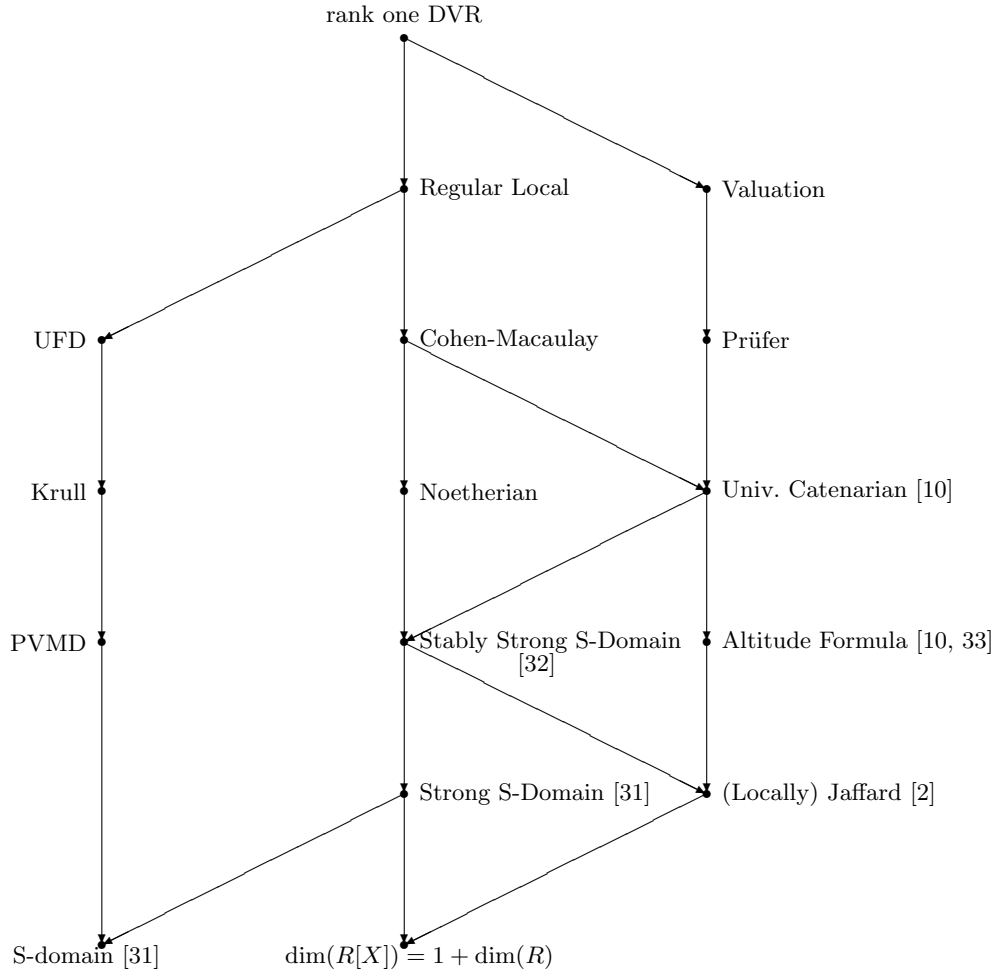 rank one DVR
Regular Local
Valuation
UFD
Cohen-Macaulay
Prüfer
Krull
Noetherian
Univ. Catenarian [10]
PVMD
Stably Strong S-Domain
[32]
Altitude Formula [10, 33]
Strong S-Domain [31]
(Locally) Jaffard [2]
S-domain [31]
dim(R[X]) = 1 + dim(R)